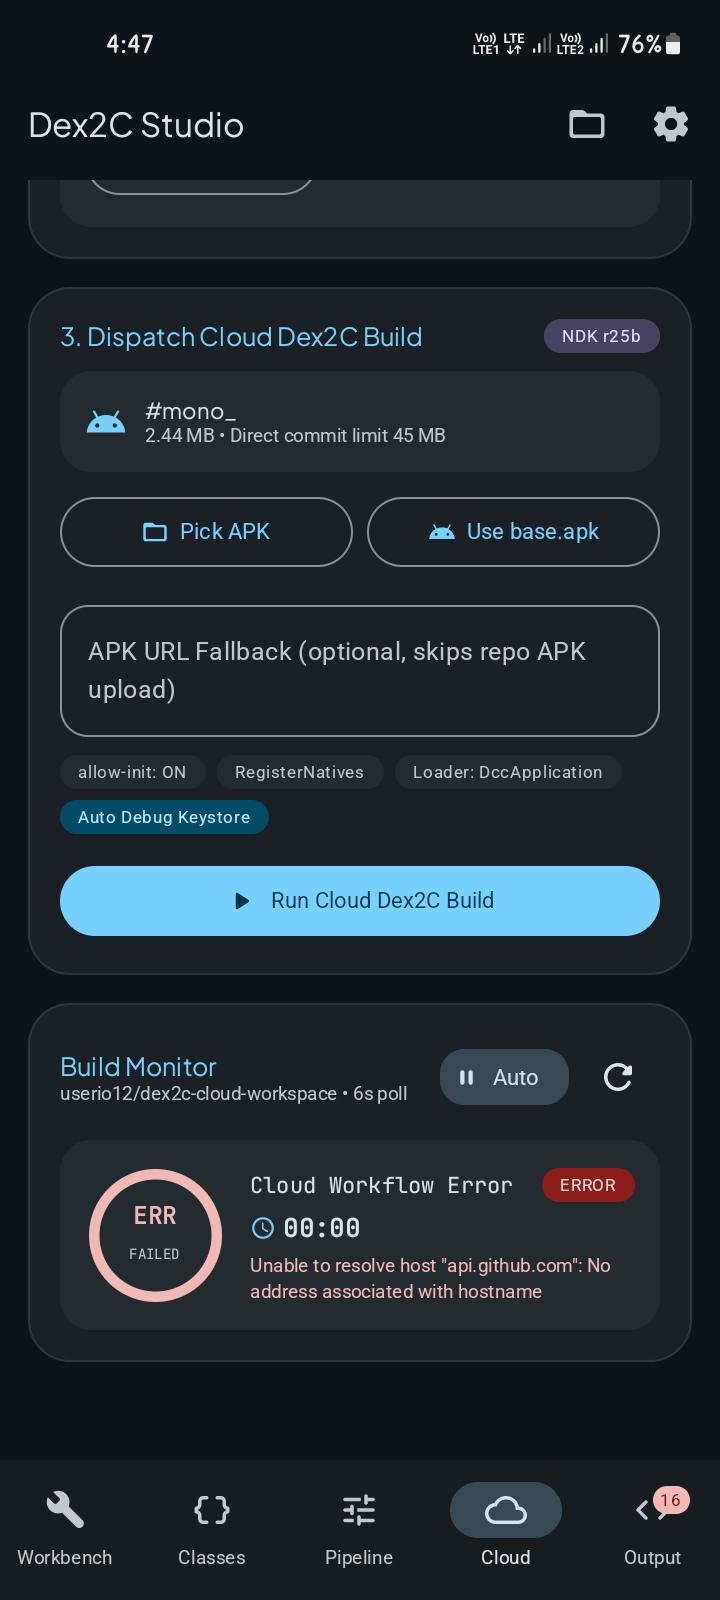 4:47
Vo)) LTE
LTE1
Vo))
LTE2
76%
Dex2C Studio
3. Dispatch Cloud Dex2C Build
NDK r25b
#mono_
2.44 MB • Direct commit limit 45 MB
Pick APK
Use base.apk
APK URL Fallback (optional, skips repo APK
upload)
allow-init: ON
RegisterNatives
Loader: DccApplication
Auto Debug Keystore
Run Cloud Dex2C Build
Build Monitor
userio12/dex2c-cloud-workspace • 6s poll
Auto
ERR
FAILED
Cloud Workflow Error
ERROR
00:00
Unable to resolve host "api.github.com": No
address associated with hostname
16
Workbench
Classes
Pipeline
Cloud
Output